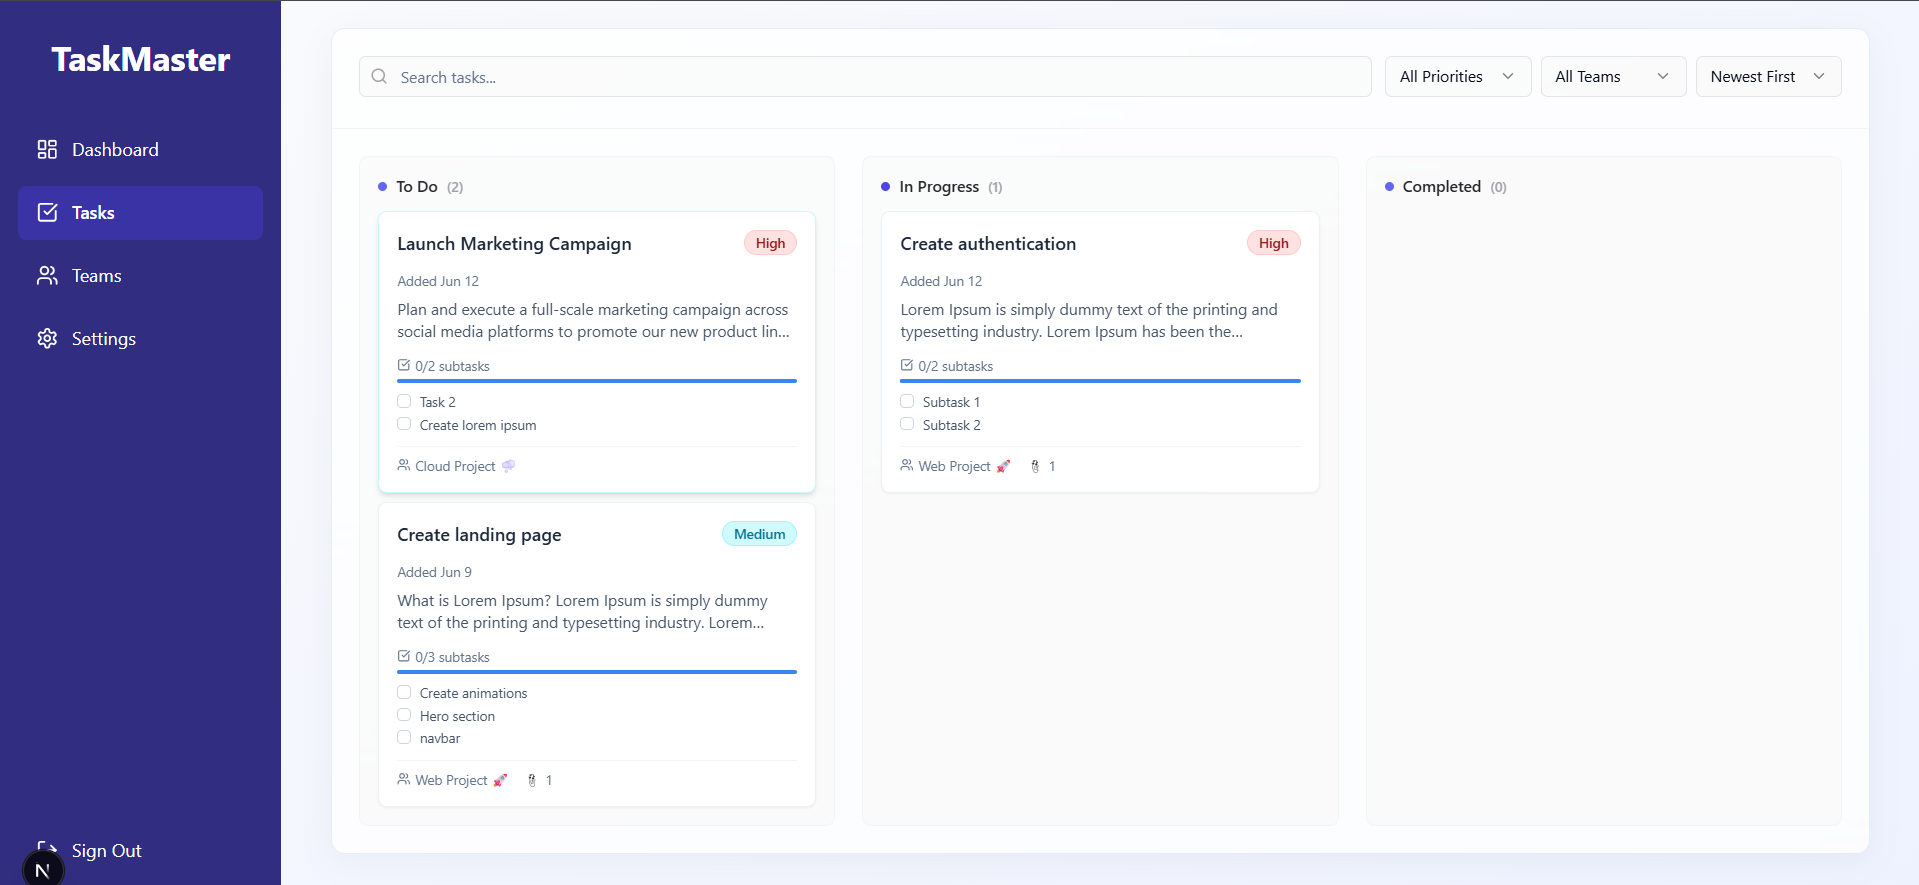 TaskMaster
Dashboard
Tasks
Teams
Settings
Sign Out
N
Search tasks...
All Priorities
All Teams
Newest First
To Do (2)
Launch Marketing Campaign
High
Added Jun 12
Plan and execute a full-scale marketing campaign across
social media platforms to promote our new product lin...
0/2 subtasks
Task 2
Create lorem ipsum
Cloud Project
Create landing page
Medium
Added Jun 9
What is Lorem Ipsum? Lorem Ipsum is simply dummy
text of the printing and typesetting industry. Lorem...
0/3 subtasks
Create animations
Hero section
navbar
Web Project 🚀 1
In Progress (1)
Create authentication
High
Added Jun 12
Lorem Ipsum is simply dummy text of the printing and
typesetting industry. Lorem Ipsum has been the...
0/2 subtasks
Subtask 1
Subtask 2
Web Project 🚀 1
Completed (0)